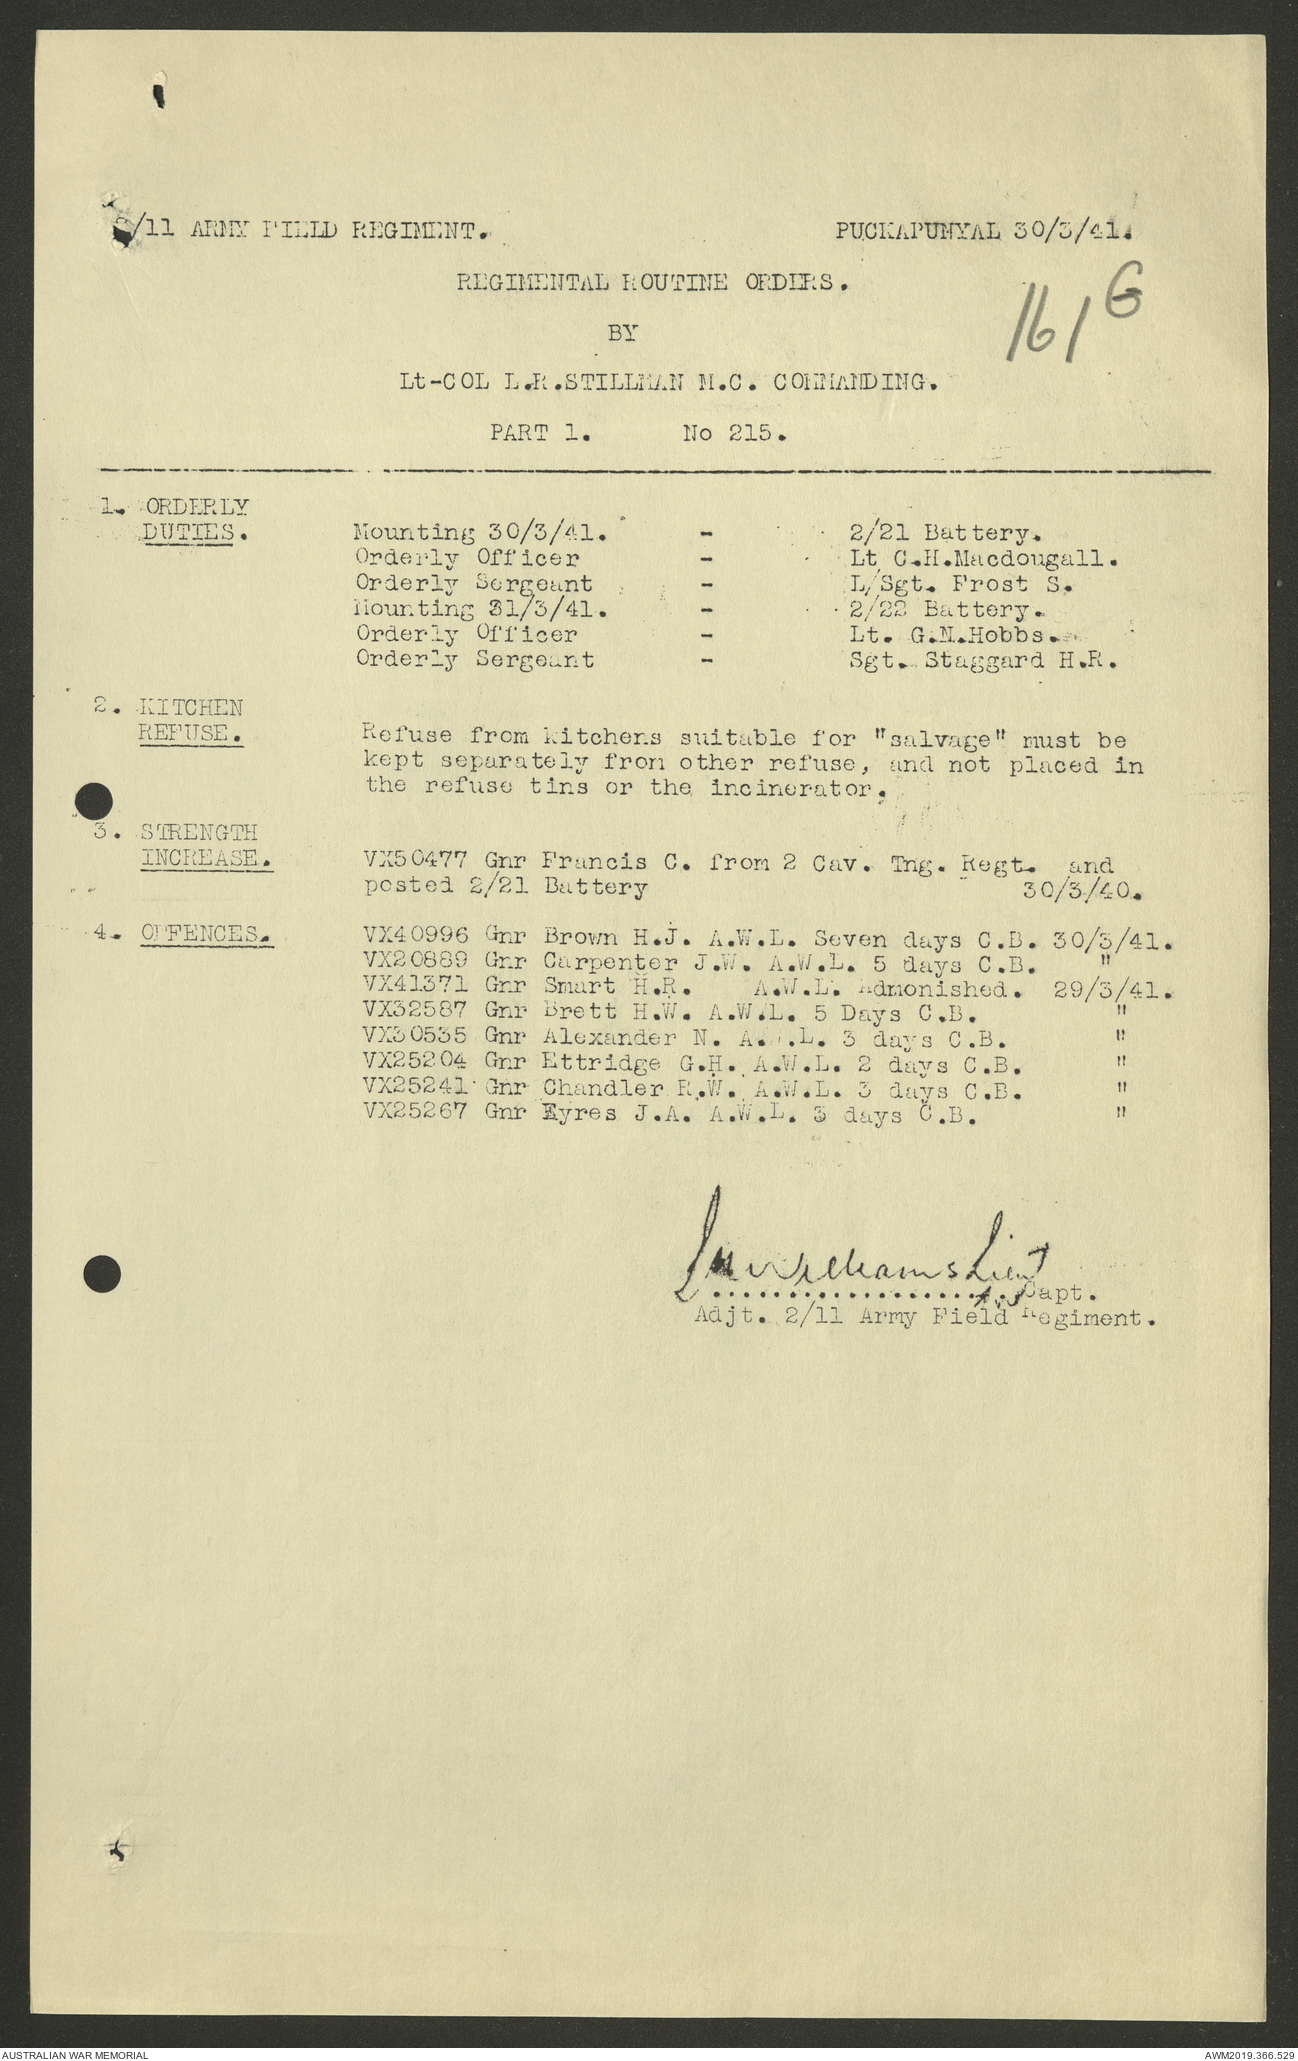 2/11 ARMY FIELD REGIMENT. PUCKAPUNYAL 30/3/41.
REGIMENTAL ROUTINE ORDERS.
161 G
BY
Lt-COL L.R.STILLMAN M.C. COMMANDING.
PART 1. No 215.
1. ORDERLY
DUTIES.
Mounting 30/3/41. - 2/21 Battery.
Orderly Officer - Lt C.H.Macdougall.
Orderly Sergeant - L/Sgt. Frost S.
Mounting 31/3/41. - 2/22 Battery.
Orderly Officer - Lt. G.N.Hobbs.
Orderly Sergeant - Sgt. Staggard H.R.
2. KITCHEN
REFUSE.
Refuse from kitchens suitable for "salvage" must be
kept separately from other refuse, and not placed in
the refuse tins or the incinerator.
3. STRENGTH
INCREASE.
VX50477 Gnr Francis C. from 2 Cav. Tng. Regt. and
posted 2/21 Battery 30/3/40.
4. OFFENCES. VX40996 Gnr Brown H.J. A.W.L. Seven days C.B. 30/3/41.
VX20889 Gnr Carpenter J.W. A.W.L. 5 days C.B. "
VX41371 Gnr Smart H.R. A.W.L. Admonished. 29/3/41.
VX32587 Gnr Brett H.W. A.W.L. 5 Days C.B. "
VX30535 Gnr Alexander N. A.W.L. 3 days C.B. "
VX25204 Gnr Ettridge G.H. A.W.L. 2 days C.B. "
VX25241 Gnr Chandler R.W. A.W.L. 3 days C.B. "
VX25267 Gnr Eyres J.A. A.W.L. 3 days C.B. "
Williams Lieut
....................Capt.
Adjt. 2/11 Army Field Regiment.
AUSTRALIAN WAR MEMORIAL AWM2019.366.529